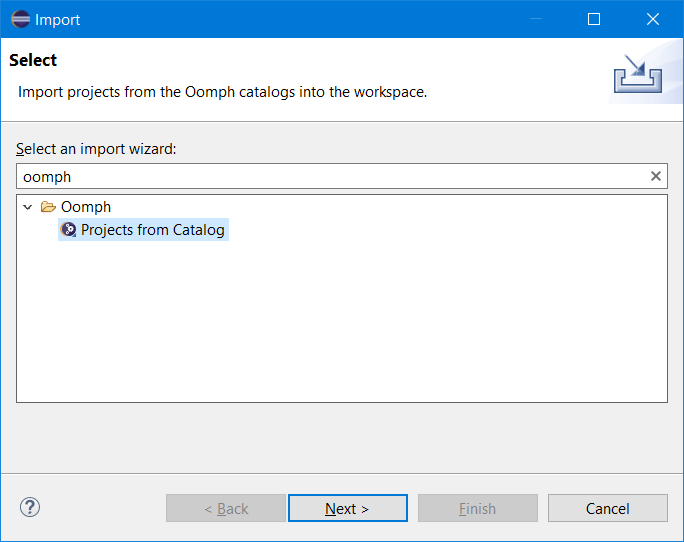 Import
Select
Import projects from the Oomph catalogs into the workspace.
Select an import wizard:
oomph
Oomph
Projects from Catalog
< Back Next > Finish Cancel